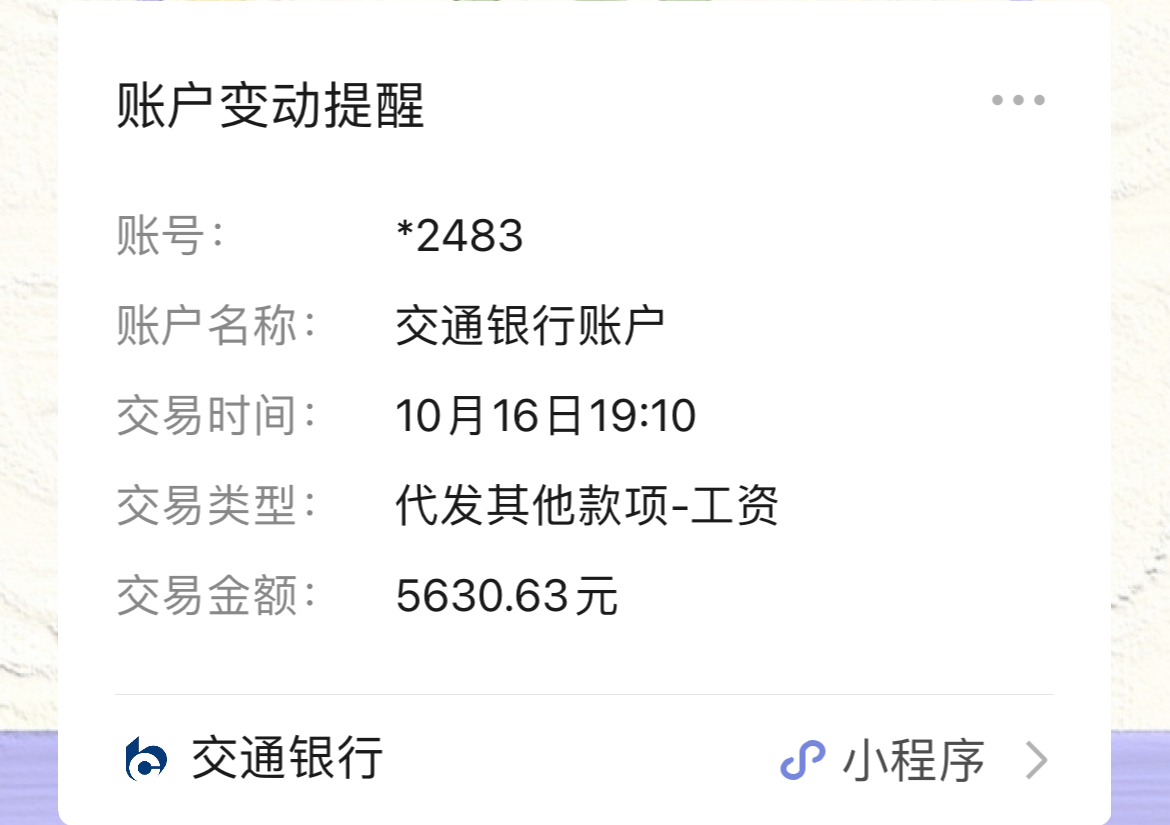 账户变动提醒
账号： *2483
账户名称： 交通银行账户
交易时间： 10月16日19:10
交易类型： 代发其他款项-工资
交易金额： 5630.63元
交通银行 小程序